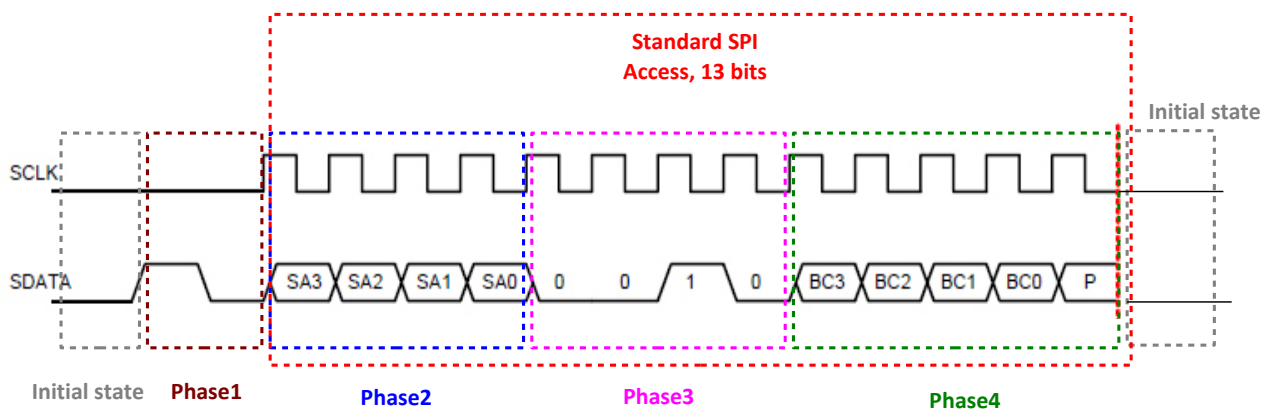 Standard SPI
Access, 13 bits
Initial state
SCLK
SDATA
SA3 SA2 SA1 SA0 0 0 1 0 BC3 BC2 BC1 BC0 P
Initial state
Phase1
Phase2
Phase3
Phase4